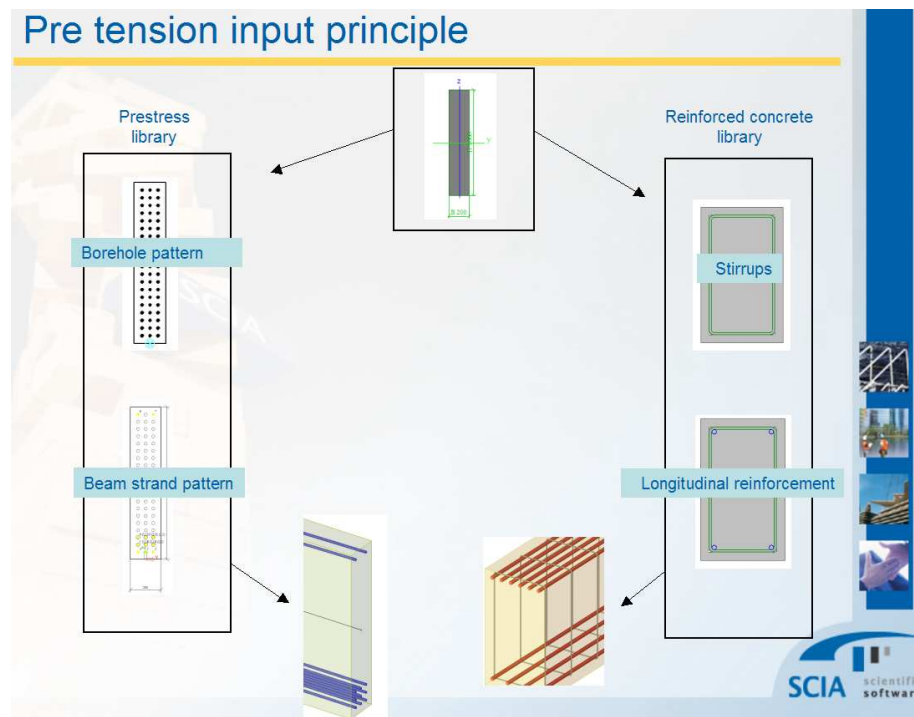 Pre tension input principle
Prestress
library
Reinforced concrete
library
z
y
B 200
Borehole pattern
Stirrups
Beam strand pattern
Longitudinal reinforcement
SCIA
scientifi
softwar